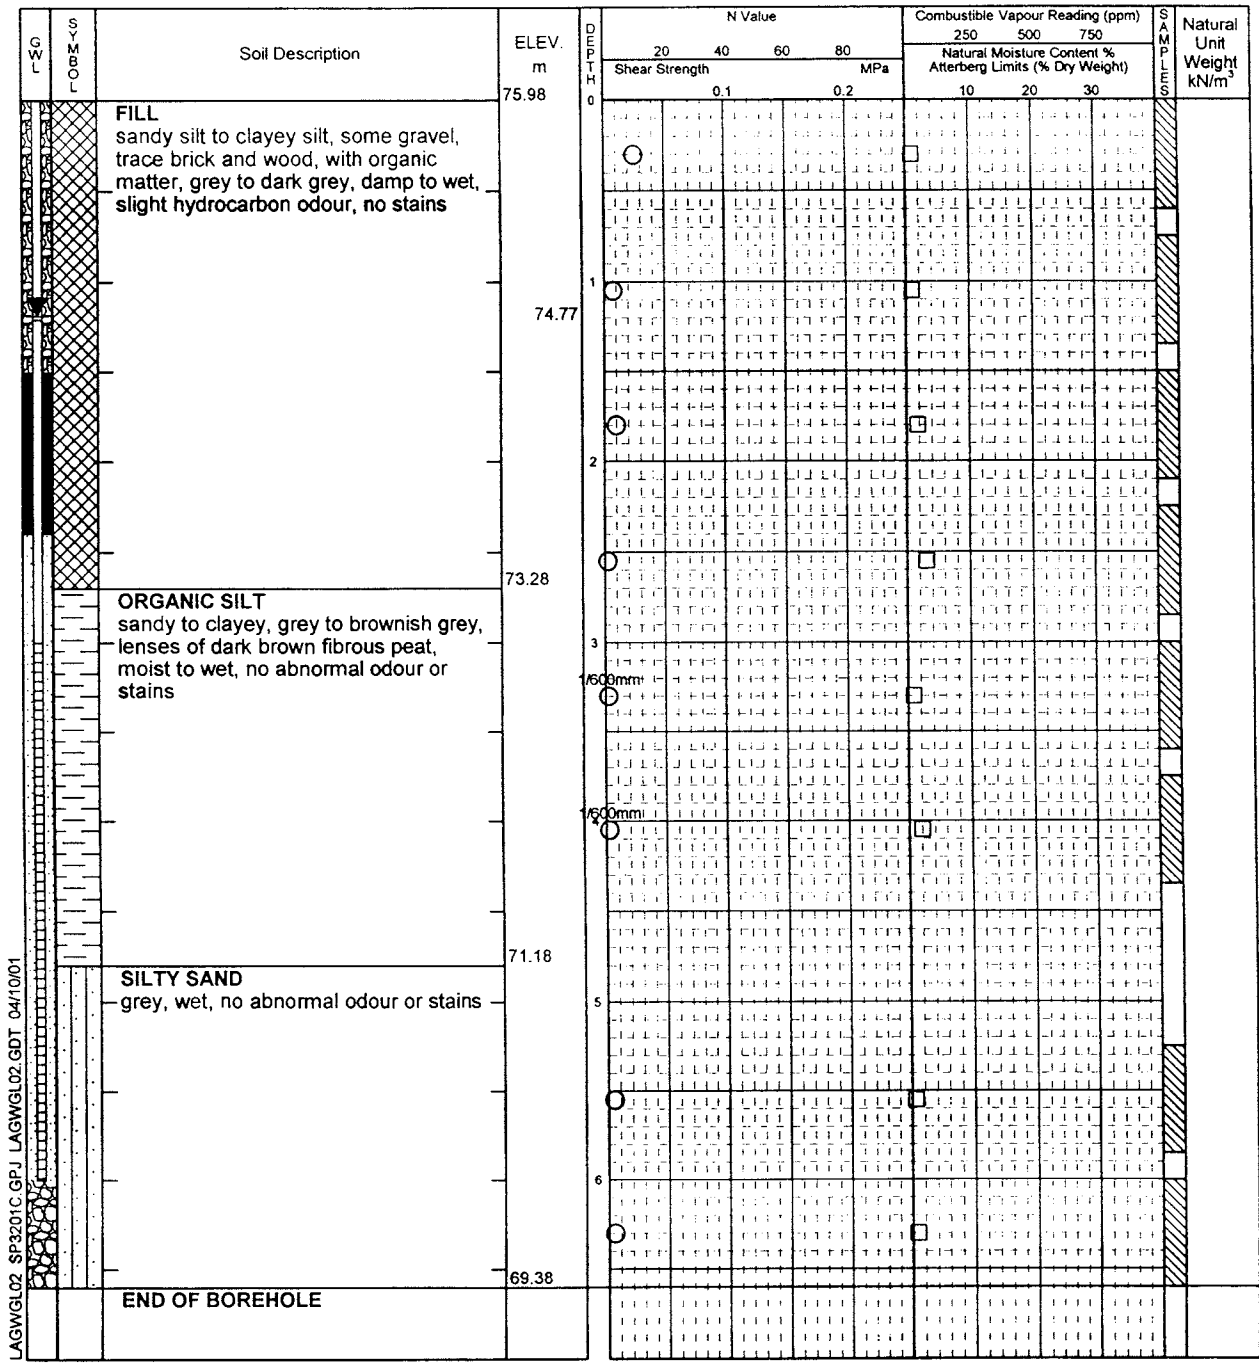 GWL
SYMBOL
Soil Description
ELEV.
m
DEPTH
N Value
20 40 60 80
Shear Strength MPa
0.1 0.2
Combustible Vapour Reading (ppm)
250 500 750
Natural Moisture Content %
Atterberg Limits (% Dry Weight)
10 20 30
SAMPLES
Natural
Unit
Weight
kN/m³
75.98
0
FILL
sandy silt to clayey silt, some gravel,
trace brick and wood, with organic
matter, grey to dark grey, damp to wet,
slight hydrocarbon odour, no stains
1
74.77
2
73.28
ORGANIC SILT
sandy to clayey, grey to brownish grey,
lenses of dark brown fibrous peat,
moist to wet, no abnormal odour or
stains
3
1/600mm
1/600mm
4
71.18
SILTY SAND
grey, wet, no abnormal odour or stains
5
6
69.38
END OF BOREHOLE
LAGWGL02 SP3201C.GPJ LAGWGL02.GDT 04/10/01